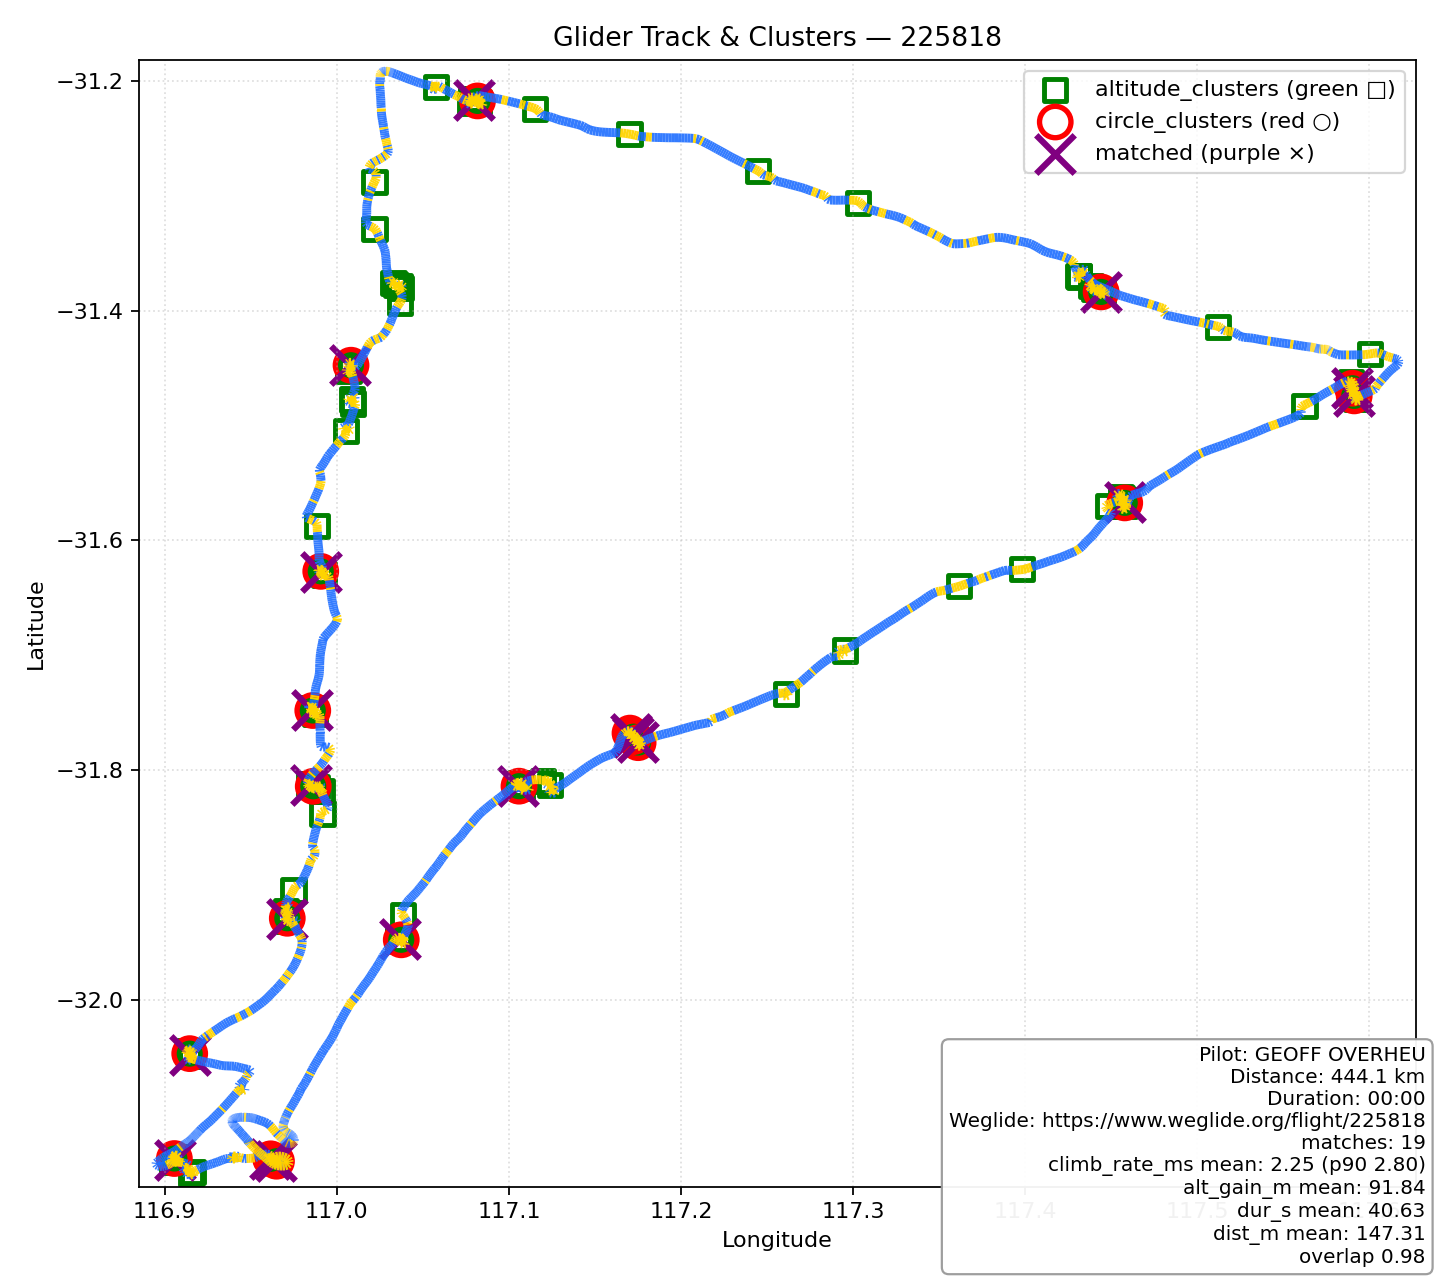 Glider Track & Clusters — 225818
altitude_clusters (green □)
circle_clusters (red ○)
matched (purple ×)
Latitude
−31.2
−31.4
−31.6
−31.8
−32.0
116.9
117.0
117.1
117.2
117.3
117.4
117.5
Longitude
Pilot: GEOFF OVERHEU
Distance: 444.1 km
Duration: 00:00
Weglide: https://www.weglide.org/flight/225818
matches: 19
climb_rate_ms mean: 2.25 (p90 2.80)
alt_gain_m mean: 91.84
dur_s mean: 40.63
dist_m mean: 147.31
overlap 0.98